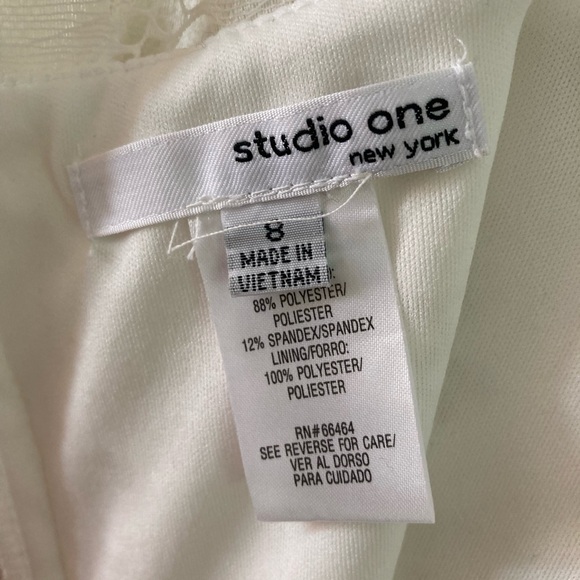 studio one
new york
8
MADE IN
VIETNAM
88% POLYESTER/
POLIESTER
12% SPANDEX/SPANDEX
LINING/FORRO:
100% POLYESTER/
POLIESTER
RN#66464
SEE REVERSE FOR CARE/
VER AL DORSO
PARA CUIDADO